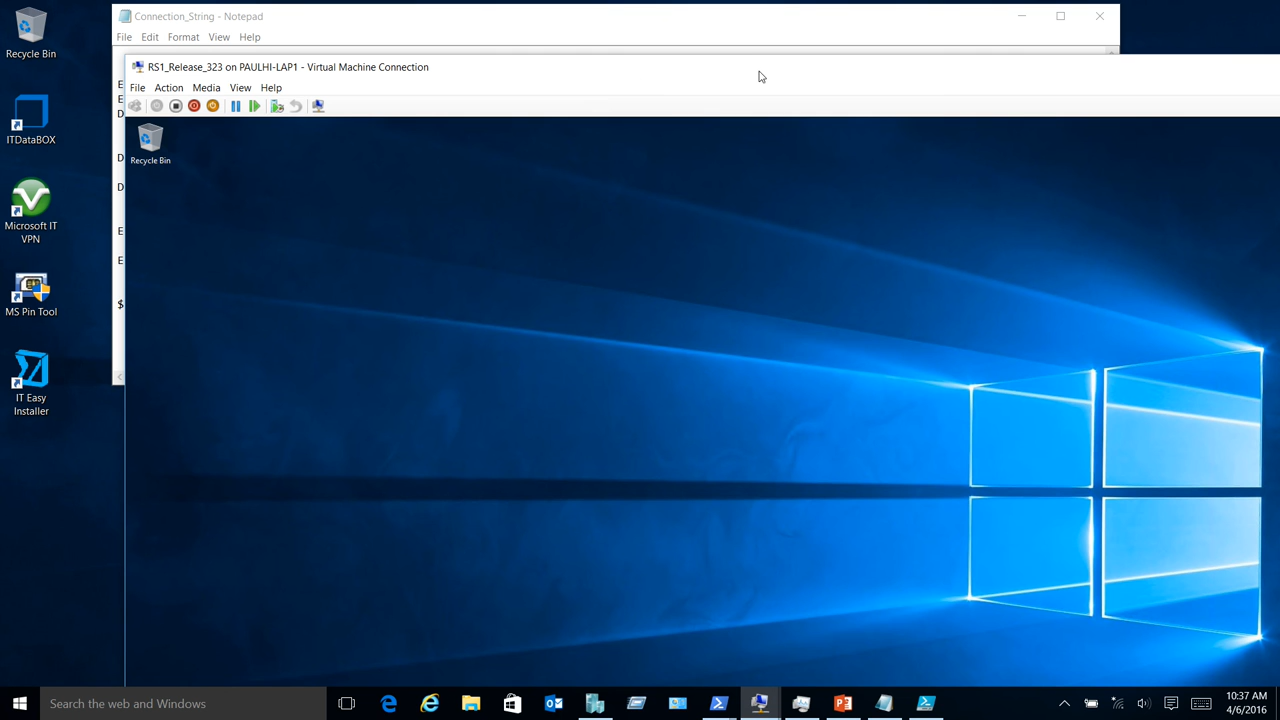 Recycle Bin
ITDataBOX
Microsoft IT
VPN
MS Pin Tool
IT Easy
Installer
Connection_String - Notepad
File Edit Format View Help
E
E
D
D
D
E
E
$
RS1_Release_323 on PAULHI-LAP1 - Virtual Machine Connection
File Action Media View Help
Recycle Bin
Search the web and Windows
10:37 AM
4/6/2016